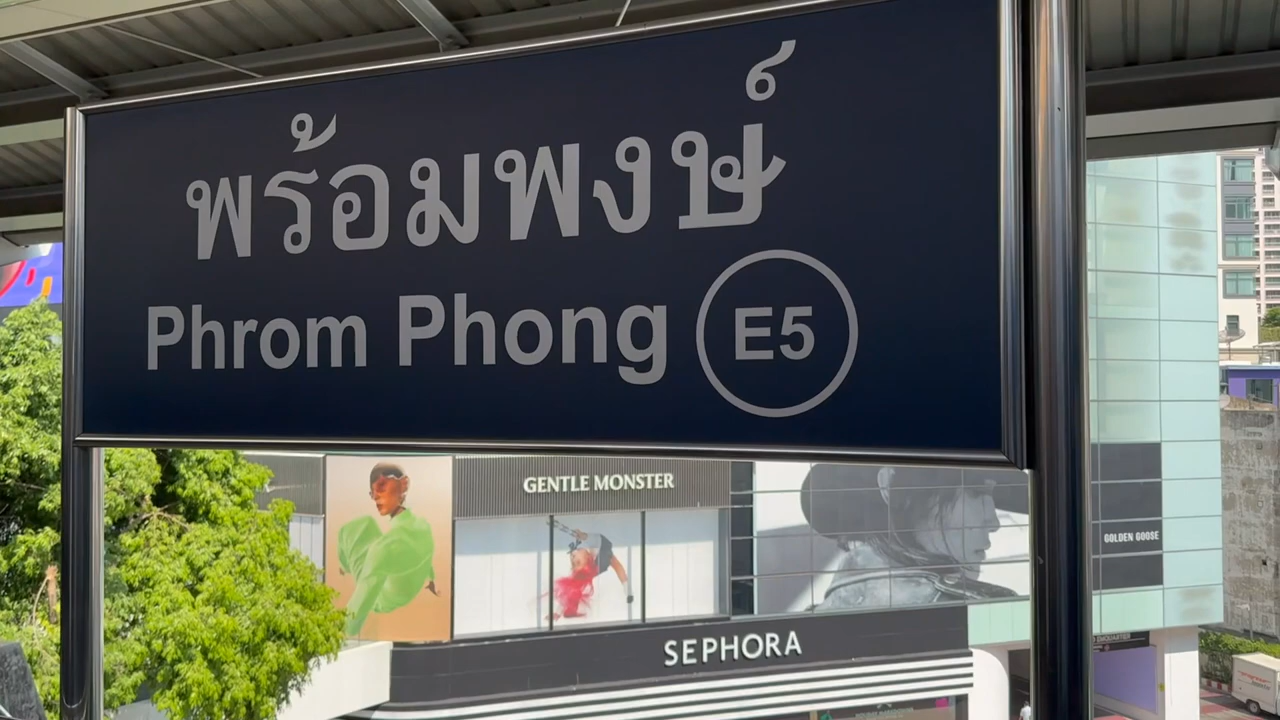 พร้อมพงษ์
Phrom Phong E5
GENTLE MONSTER
GOLDEN GOOSE
SEPHORA